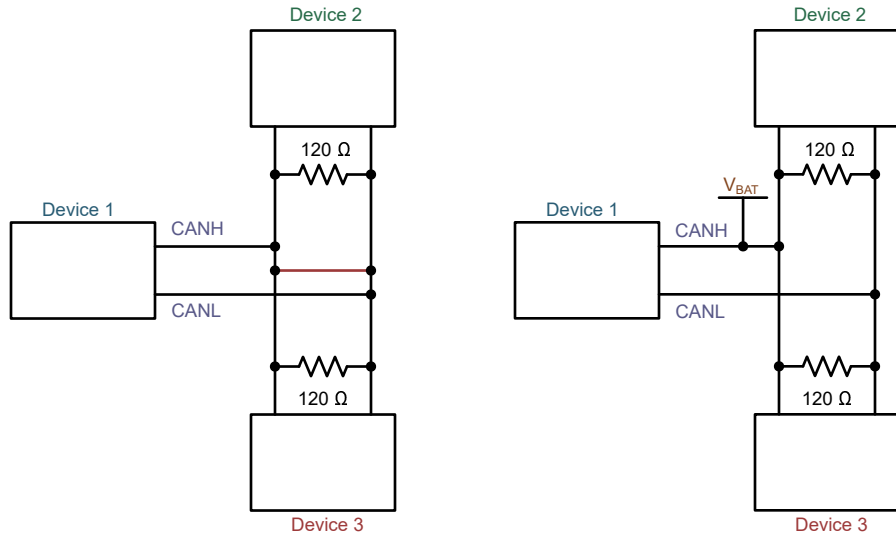 Device 2
120 Ω
Device 1
CANH
CANL
120 Ω
Device 3
Device 2
120 Ω
VBAT
Device 1
CANH
CANL
120 Ω
Device 3